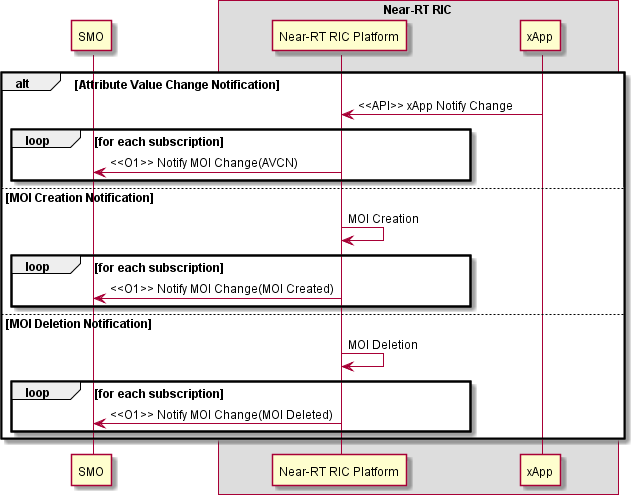 Near-RT RIC
SMO
Near-RT RIC Platform
xApp
alt
[Attribute Value Change Notification]
<<API>> xApp Notify Change
loop
[for each subscription]
<<O1>> Notify MOI Change(AVCN)
[MOI Creation Notification]
MOI Creation
loop
[for each subscription]
<<O1>> Notify MOI Change(MOI Created)
[MOI Deletion Notification]
MOI Deletion
loop
[for each subscription]
<<O1>> Notify MOI Change(MOI Deleted)
SMO
Near-RT RIC Platform
xApp